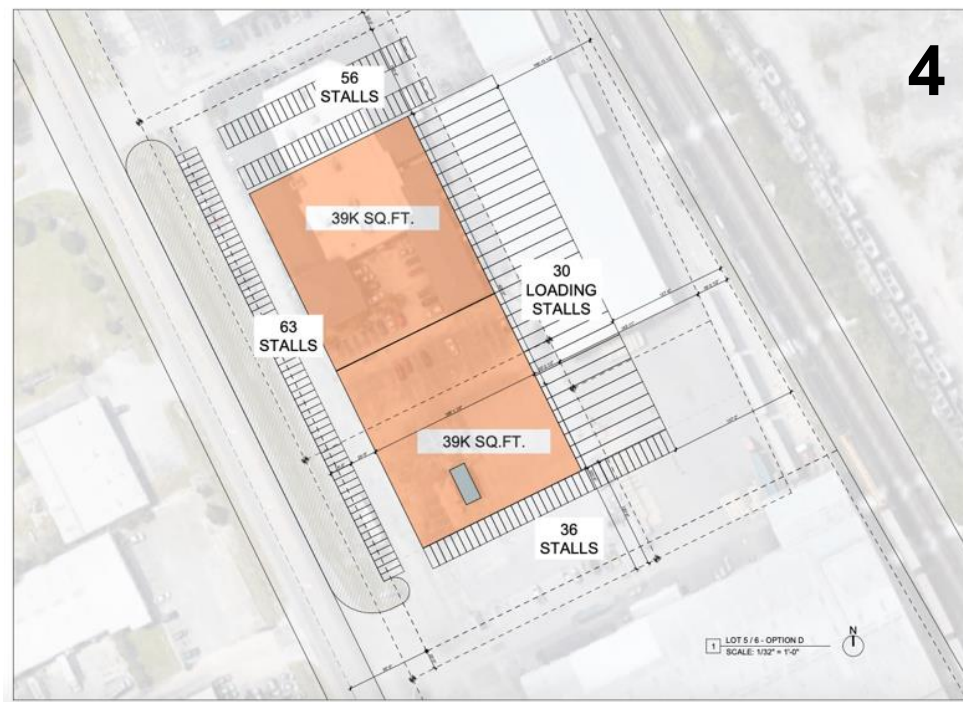 4
56
STALLS
39K SQ.FT.
30
LOADING
STALLS
63
STALLS
39K SQ.FT.
36
STALLS
N
1
LOT 5 / 6 - OPTION D
SCALE: 1/32" = 1'-0"